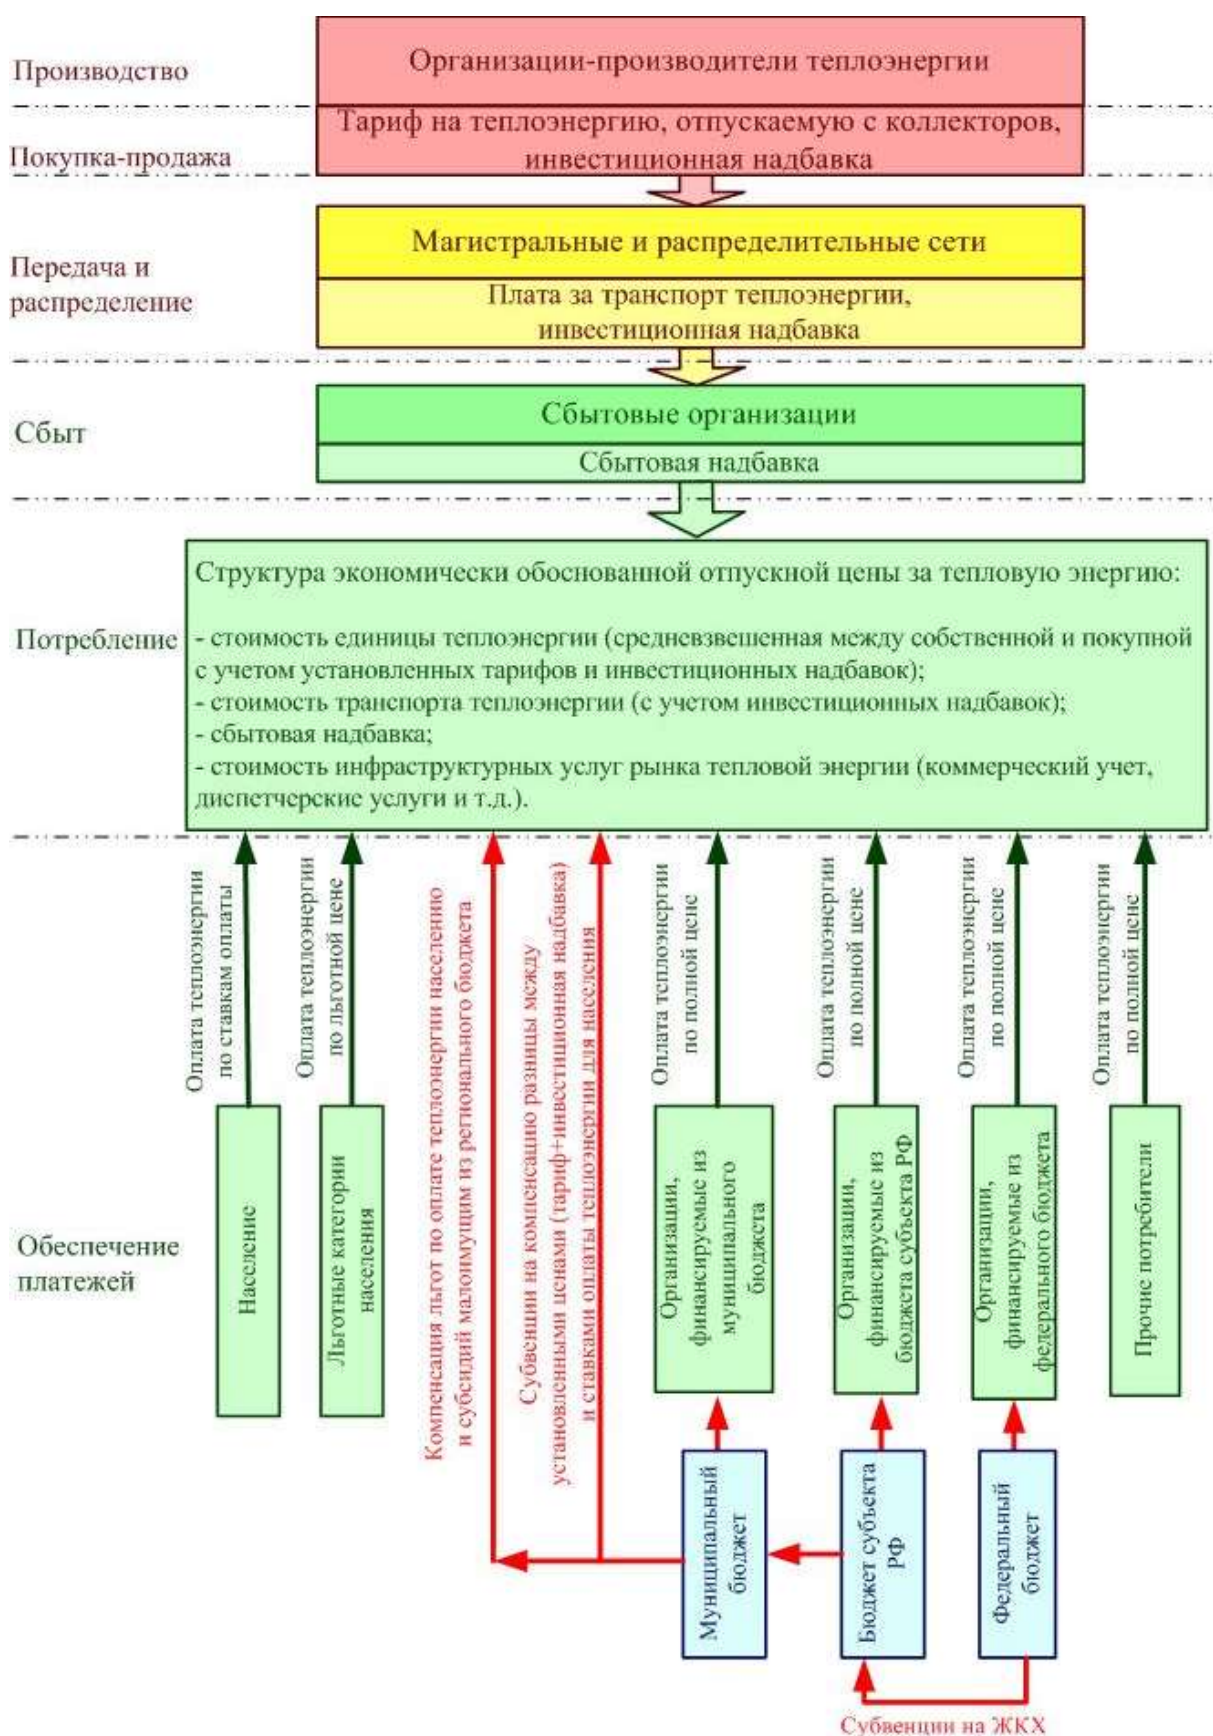 Производство
Организации-производители теплоэнергии
Покупка-продажа
Тариф на теплоэнергию, отпускаемую с коллекторов,
инвестиционная надбавка
Передача и
распределение
Магистральные и распределительные сети
Плата за транспорт теплоэнергии,
инвестиционная надбавка
Сбыт
Сбытовые организации
Сбытовая надбавка
Потребление
Структура экономически обоснованной отпускной цены за тепловую энергию:
- стоимость единицы теплоэнергии (средневзвешенная между собственной и покупной
с учетом установленных тарифов и инвестиционных надбавок);
- стоимость транспорта теплоэнергии (с учетом инвестиционных надбавок);
- сбытовая надбавка;
- стоимость инфраструктурных услуг рынка тепловой энергии (коммерческий учет,
диспетчерские услуги и т.д.).
Оплата теплоэнергии
по ставкам оплаты
Оплата теплоэнергии
по льготной цене
Компенсация льгот по оплате теплоэнергии населению
и субсидий малоимущим из регионального бюджета
Субвенции на компенсацию разницы между
установленными ценами (тариф+инвестиционная надбавка)
и ставками оплаты теплоэнергии для населения
Оплата теплоэнергии
по полной цене
Оплата теплоэнергии
по полной цене
Оплата теплоэнергии
по полной цене
Оплата теплоэнергии
по полной цене
Обеспечение
платежей
Население
Льготные категории
населения
Организации,
финансируемые из
муниципального
бюджета
Организации,
финансируемые из
бюджета субъекта РФ
Организации,
финансируемые из
федерального бюджета
Прочие потребители
Муниципальный
бюджет
Бюджет субъекта
РФ
Федеральный
бюджет
Субвенции на ЖКХ